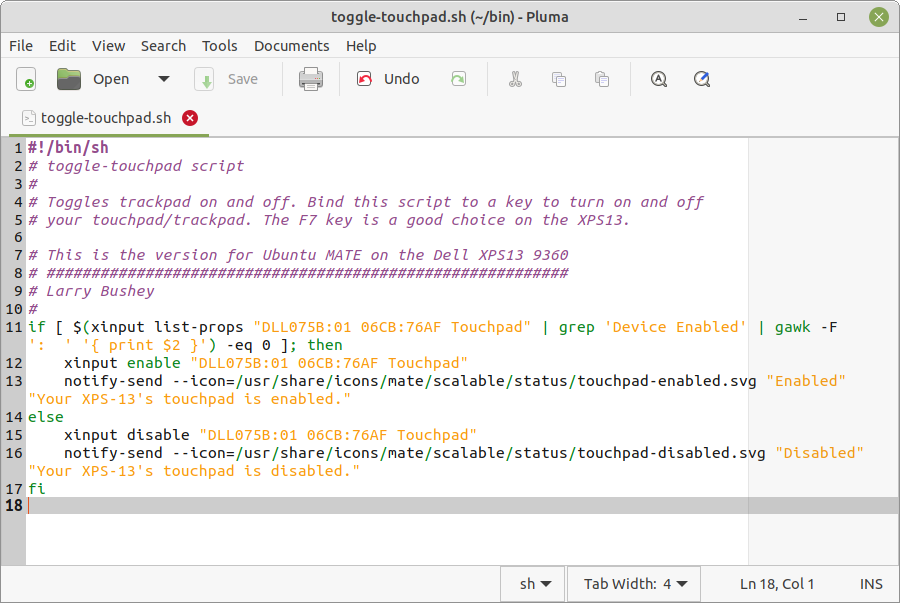 toggle-touchpad.sh (~/bin) - Pluma
File Edit View Search Tools Documents Help
Open Save Undo
toggle-touchpad.sh
1 #!/bin/sh
2 # toggle-touchpad script
3 #
4 # Toggles trackpad on and off. Bind this script to a key to turn on and off
5 # your touchpad/trackpad. The F7 key is a good choice on the XPS13.
6
7 # This is the version for Ubuntu MATE on the Dell XPS13 9360
8 # ##########################################################
9 # Larry Bushey
10 #
11 if [ $(xinput list-props "DLL075B:01 06CB:76AF Touchpad" | grep 'Device Enabled' | gawk -F
':  ' '{ print $2 }') -eq 0 ]; then
12     xinput enable "DLL075B:01 06CB:76AF Touchpad"
13     notify-send --icon=/usr/share/icons/mate/scalable/status/touchpad-enabled.svg "Enabled"
"Your XPS-13's touchpad is enabled."
14 else
15     xinput disable "DLL075B:01 06CB:76AF Touchpad"
16     notify-send --icon=/usr/share/icons/mate/scalable/status/touchpad-disabled.svg "Disabled"
"Your XPS-13's touchpad is disabled."
17 fi
18
sh Tab Width: 4 Ln 18, Col 1 INS